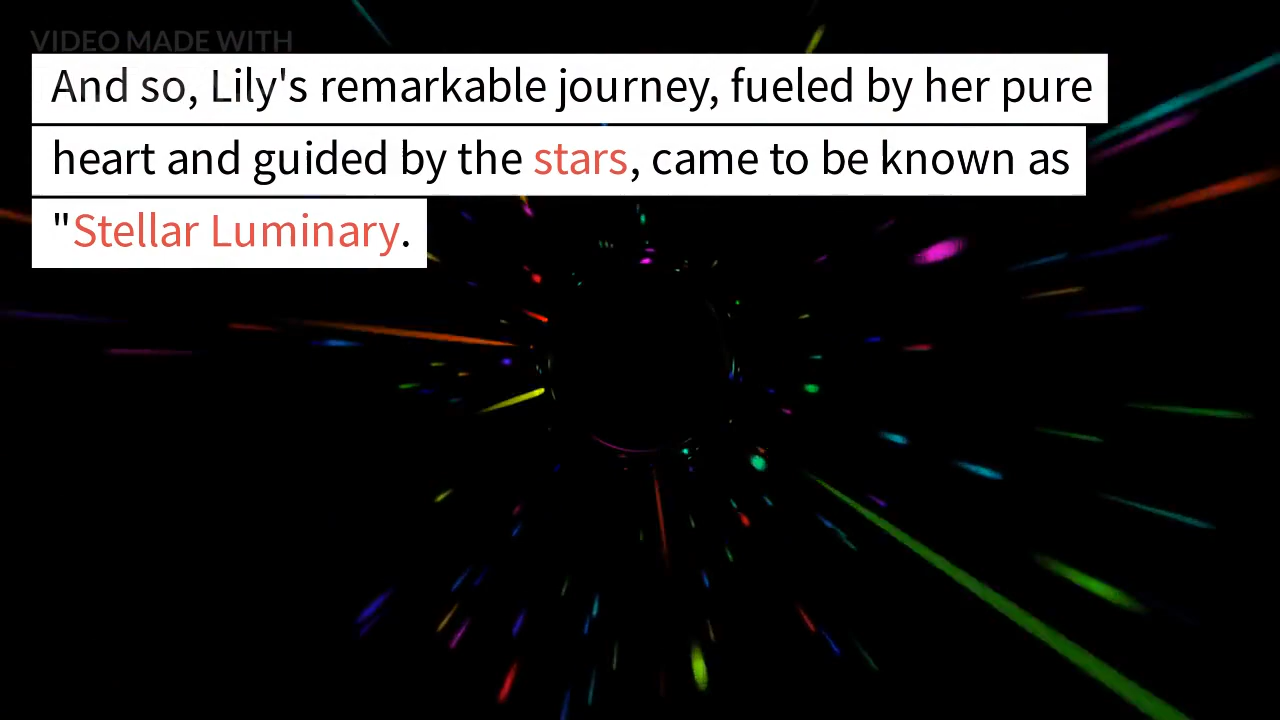 VIDEO MADE WITH
And so, Lily's remarkable journey, fueled by her pure
heart and guided by the stars, came to be known as
"Stellar Luminary.